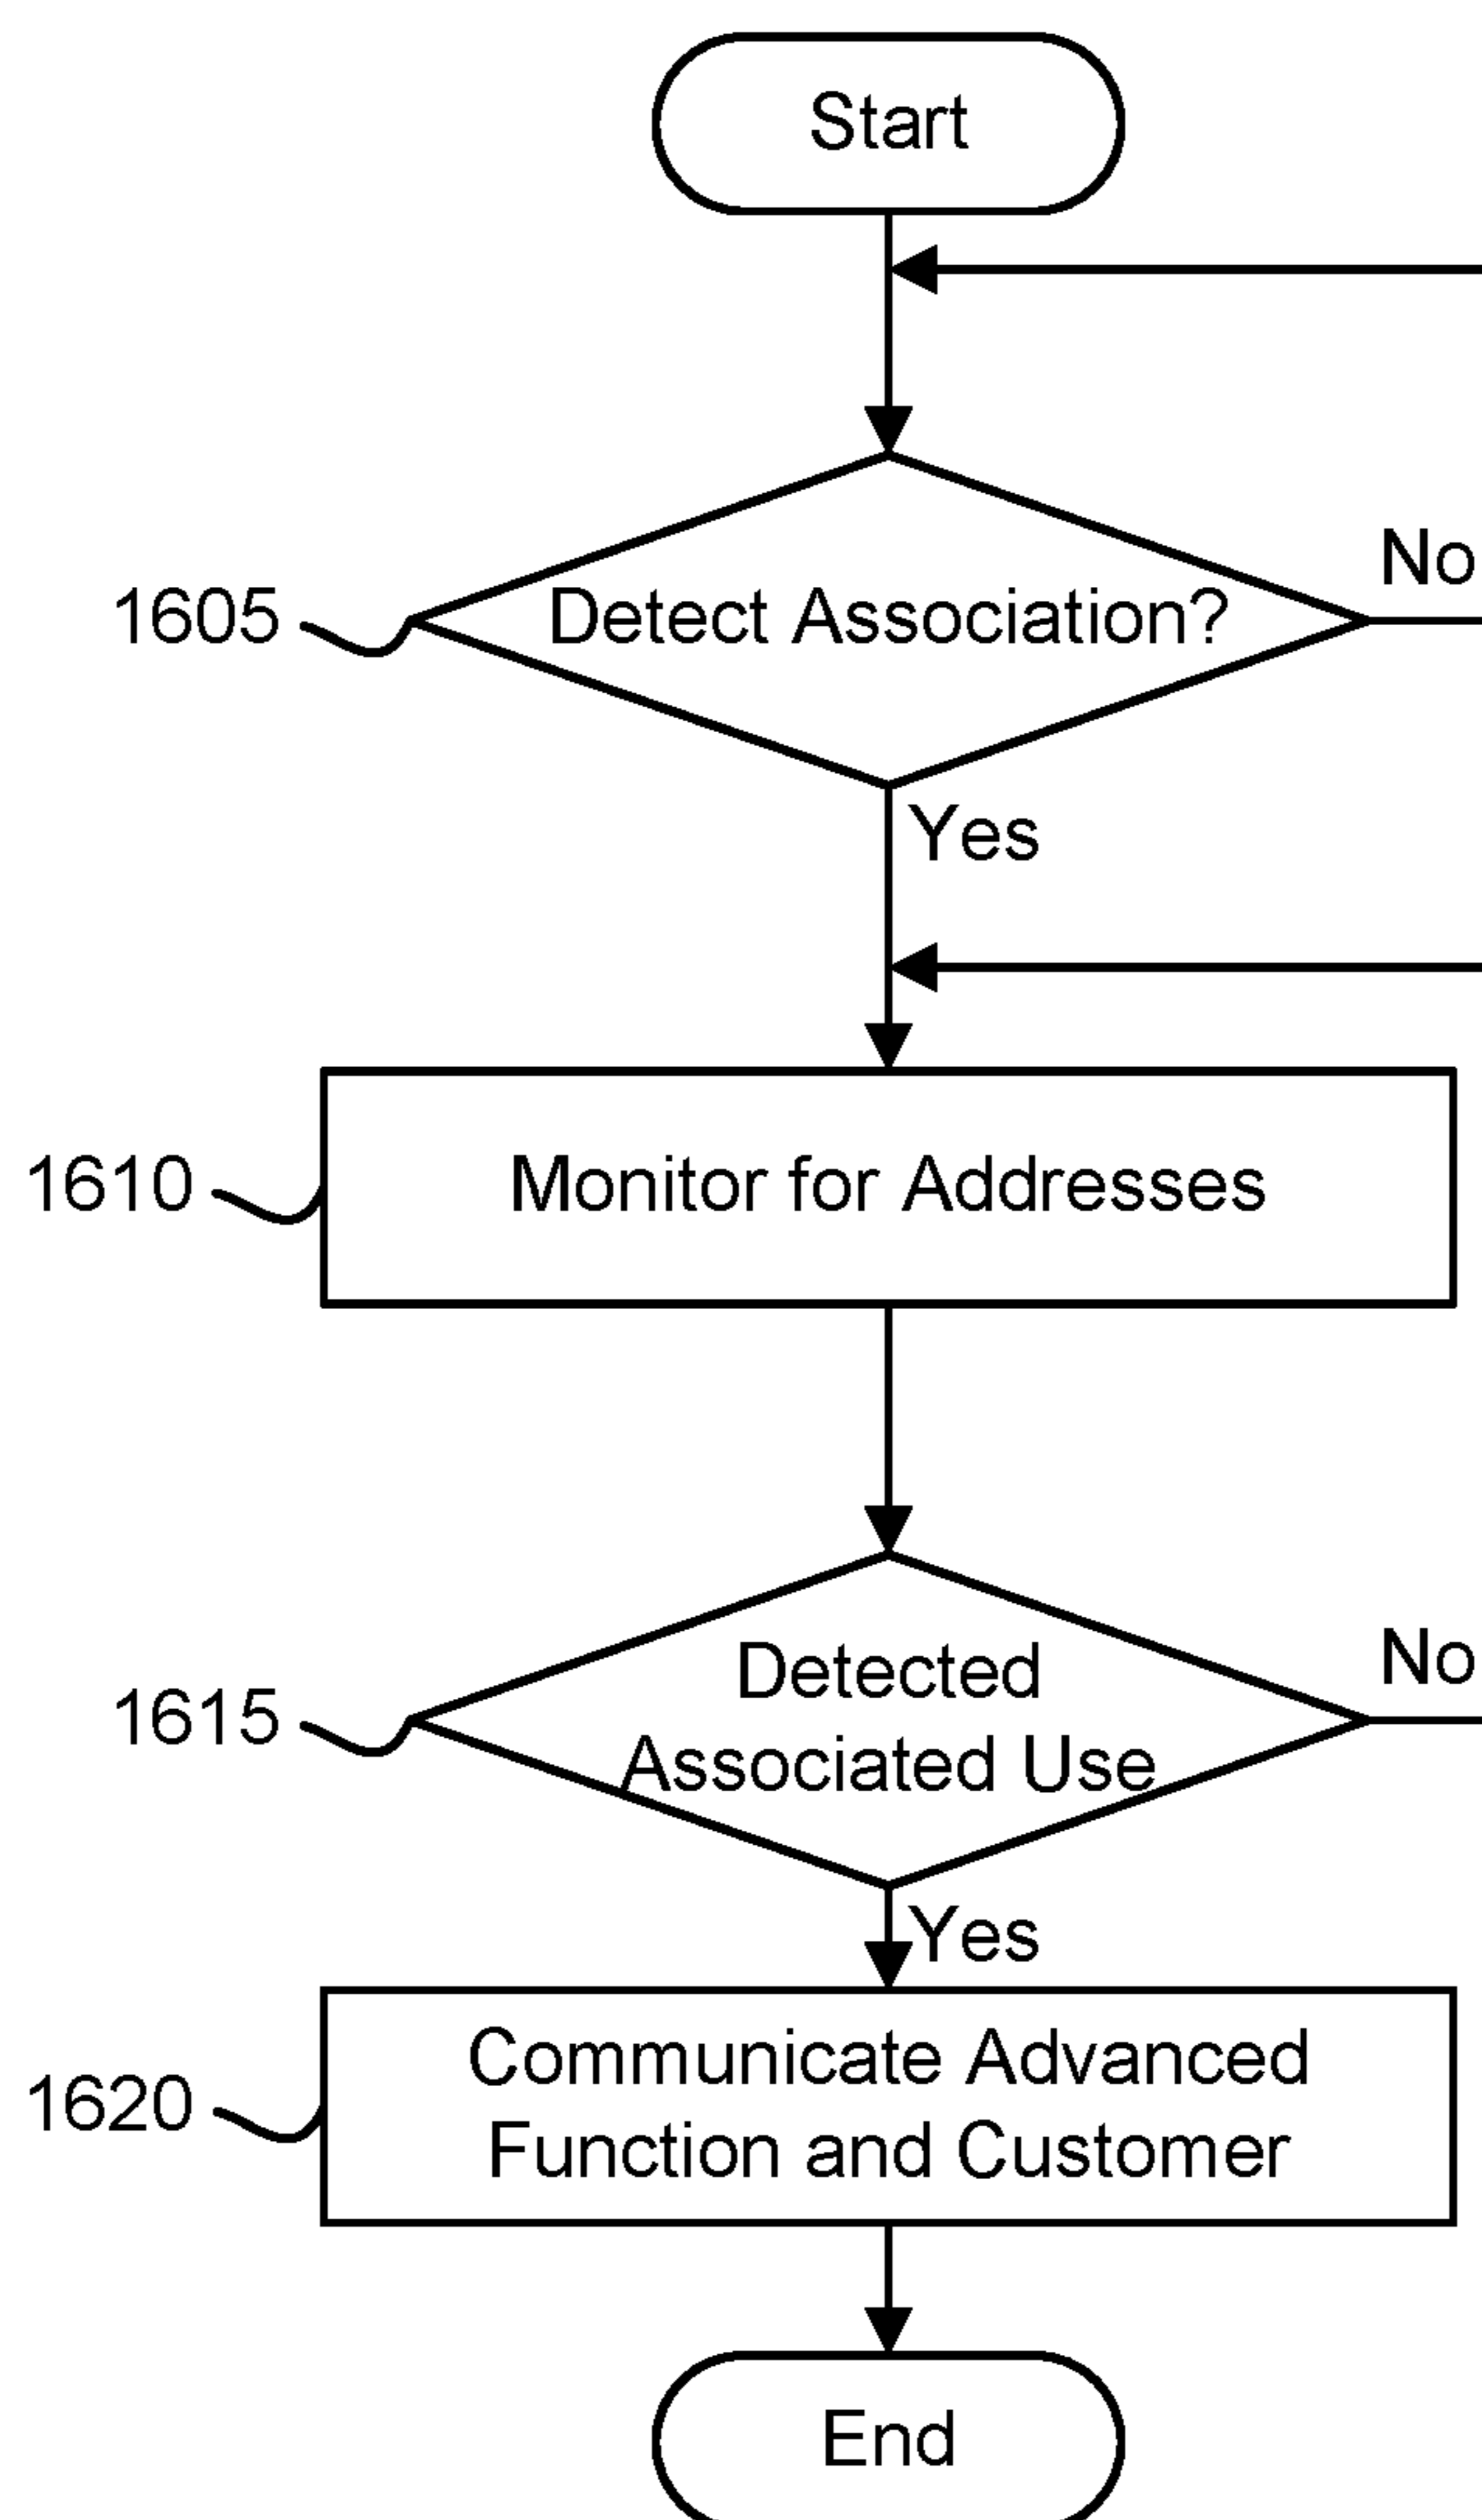 Start
No
1605
Detect Association?
Yes
1610
Monitor for Addresses
No
1615
Detected
Associated Use
Yes
1620
Communicate Advanced
Function and Customer
End